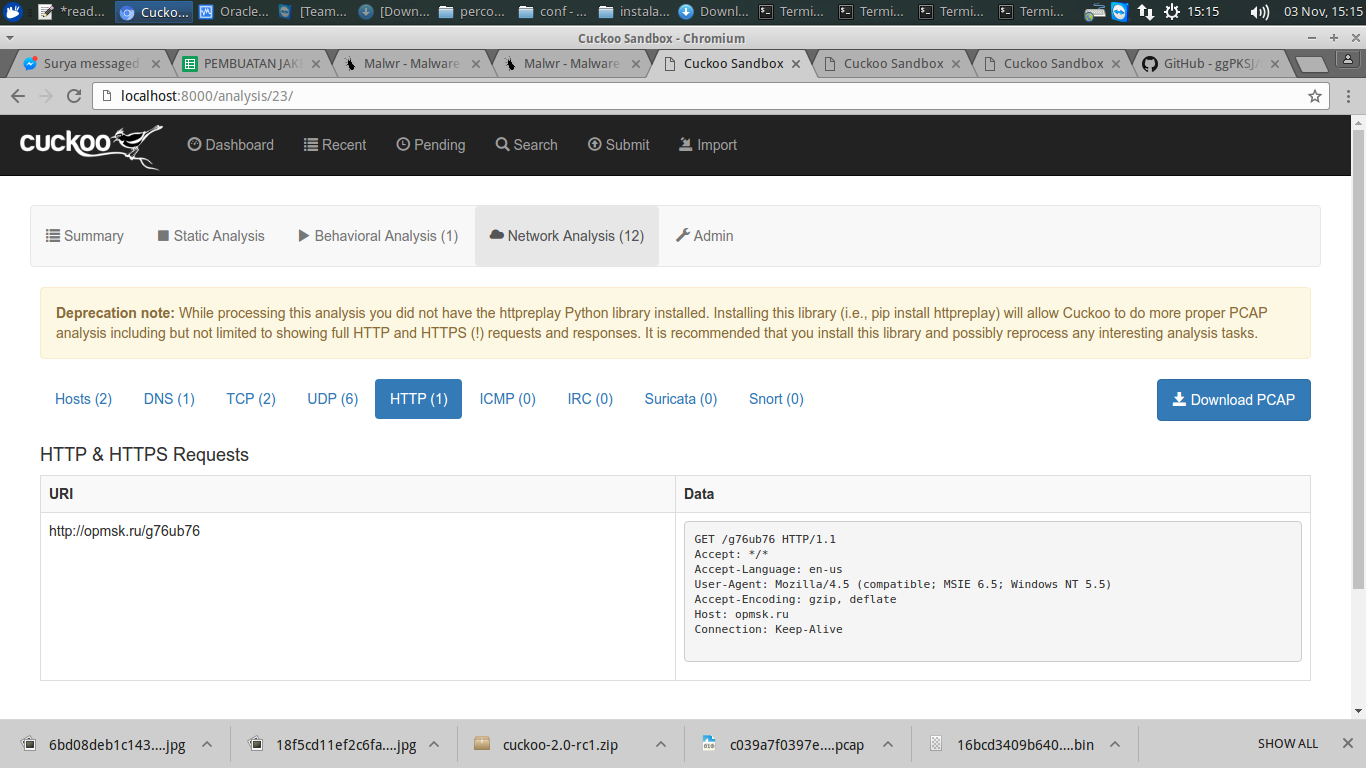 *read...
Cucko...
Oracle...
[Team...
[Down...
perco...
conf - ...
instala...
Downl...
Termi...
Termi...
Termi...
Termi...
15:15
03 Nov, 15:15
Cuckoo Sandbox - Chromium
Surya messaged
PEMBUATAN JAK
Malwr - Malware
Malwr - Malware
Cuckoo Sandbox
Cuckoo Sandbox
Cuckoo Sandbox
GitHub - ggPKSJ/
localhost:8000/analysis/23/
cuckoo
Dashboard
Recent
Pending
Search
Submit
Import
Summary
Static Analysis
Behavioral Analysis (1)
Network Analysis (12)
Admin
Deprecation note: While processing this analysis you did not have the httpreplay Python library installed. Installing this library (i.e., pip install httpreplay) will allow Cuckoo to do more proper PCAP
analysis including but not limited to showing full HTTP and HTTPS (!) requests and responses. It is recommended that you install this library and possibly reprocess any interesting analysis tasks.
Hosts (2)
DNS (1)
TCP (2)
UDP (6)
HTTP (1)
ICMP (0)
IRC (0)
Suricata (0)
Snort (0)
Download PCAP
HTTP & HTTPS Requests
URI
Data
http://opmsk.ru/g76ub76
GET /g76ub76 HTTP/1.1
Accept: */*
Accept-Language: en-us
User-Agent: Mozilla/4.5 (compatible; MSIE 6.5; Windows NT 5.5)
Accept-Encoding: gzip, deflate
Host: opmsk.ru
Connection: Keep-Alive
6bd08deb1c143....jpg
18f5cd11ef2c6fa....jpg
cuckoo-2.0-rc1.zip
c039a7f0397e....pcap
16bcd3409b640....bin
SHOW ALL